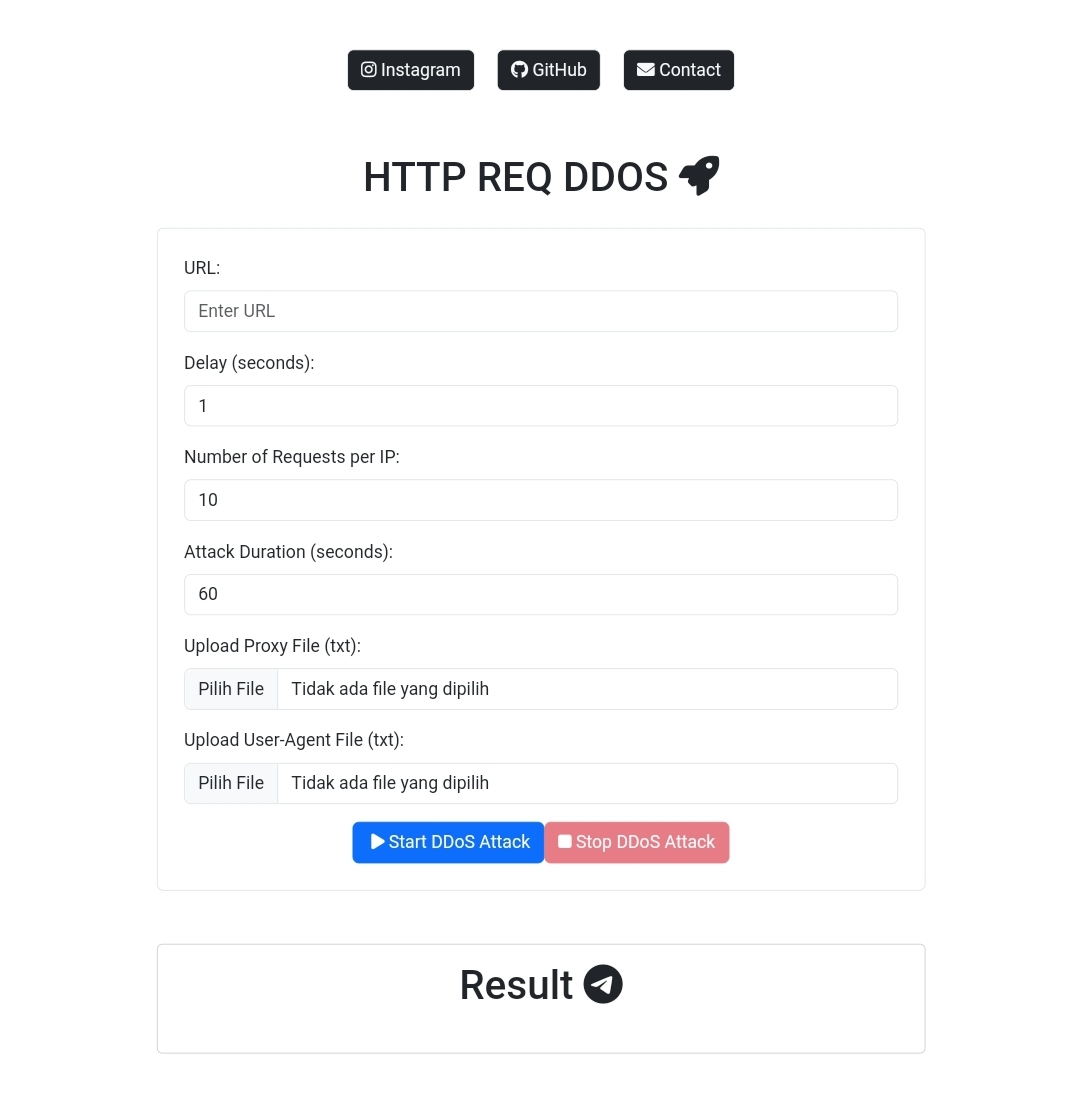 Instagram GitHub Contact
HTTP REQ DDOS
URL:
Enter URL
Delay (seconds):
1
Number of Requests per IP:
10
Attack Duration (seconds):
60
Upload Proxy File (txt):
Pilih File Tidak ada file yang dipilih
Upload User-Agent File (txt):
Pilih File Tidak ada file yang dipilih
Start DDoS Attack Stop DDoS Attack
Result